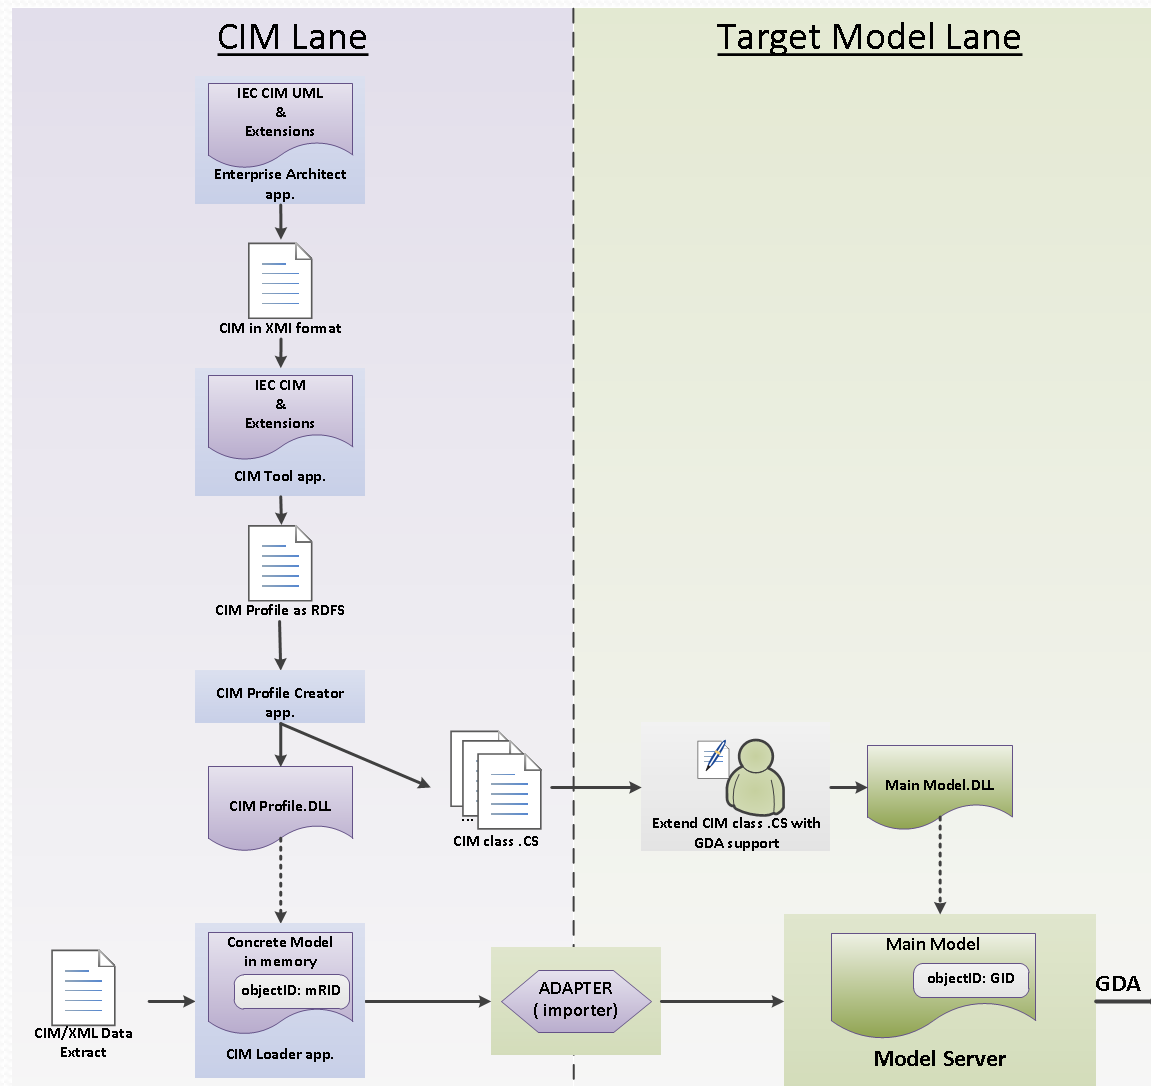 CIM Lane
Target Model Lane
IEC CIM UML
&
Extensions
Enterprise Architect
app.
CIM in XMI format
IEC CIM
&
Extensions
CIM Tool app.
CIM Profile as RDFS
CIM Profile Creator
app.
CIM Profile.DLL
...
CIM class .CS
Extend CIM class .CS with
GDA support
Main Model.DLL
CIM/XML Data
Extract
Concrete Model
in memory
objectID: mRID
CIM Loader app.
ADAPTER
( importer)
Main Model
objectID: GID
Model Server
GDA